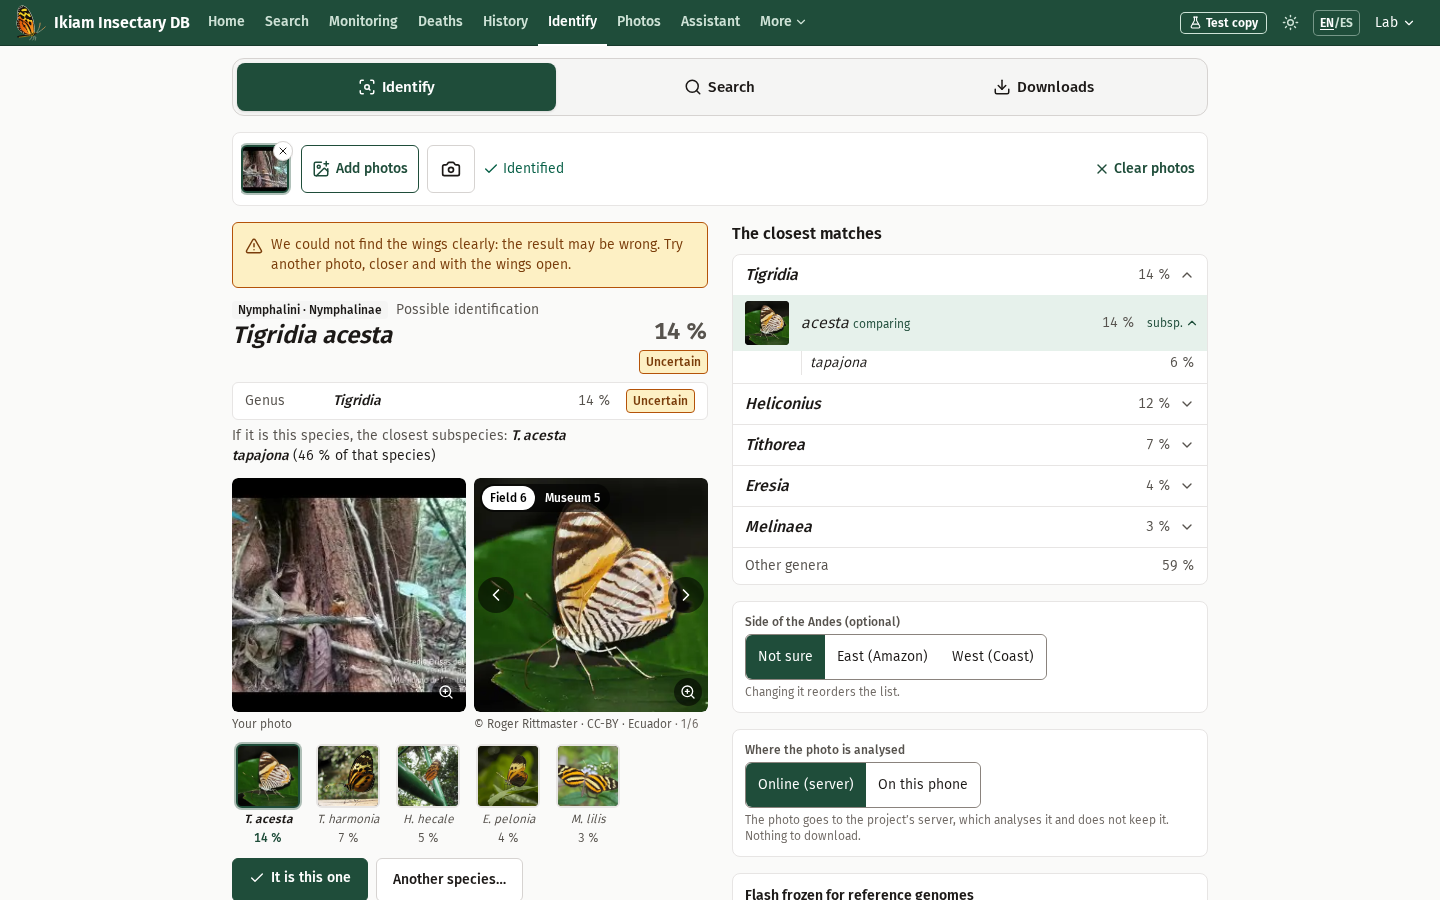 Ikiam Insectary DB
Home
Search
Monitoring
Deaths
History
Identify
Photos
Assistant
More
Test copy
EN/ES
Lab
Identify
Search
Downloads
Add photos
Identified
Clear photos
We could not find the wings clearly: the result may be wrong. Try
another photo, closer and with the wings open.
Nymphalini · Nymphalinae
Possible identification
Tigridia acesta
14 %
Uncertain
Genus
Tigridia
14 %
Uncertain
If it is this species, the closest subspecies: T. acesta
tapajona (46 % of that species)
Field 6
Museum 5
Your photo
© Roger Rittmaster · CC-BY · Ecuador · 1/6
T. acesta
14 %
T. harmonia
7 %
H. hecale
5 %
E. pelonia
4 %
M. lilis
3 %
It is this one
Another species...
The closest matches
Tigridia
14 %
acesta comparing
14 %
subsp.
tapajona
6 %
Heliconius
12 %
Tithorea
7 %
Eresia
4 %
Melinaea
3 %
Other genera
59 %
Side of the Andes (optional)
Not sure
East (Amazon)
West (Coast)
Changing it reorders the list.
Where the photo is analysed
Online (server)
On this phone
The photo goes to the project's server, which analyses it and does not keep it.
Nothing to download.
Flash frozen for reference genomes